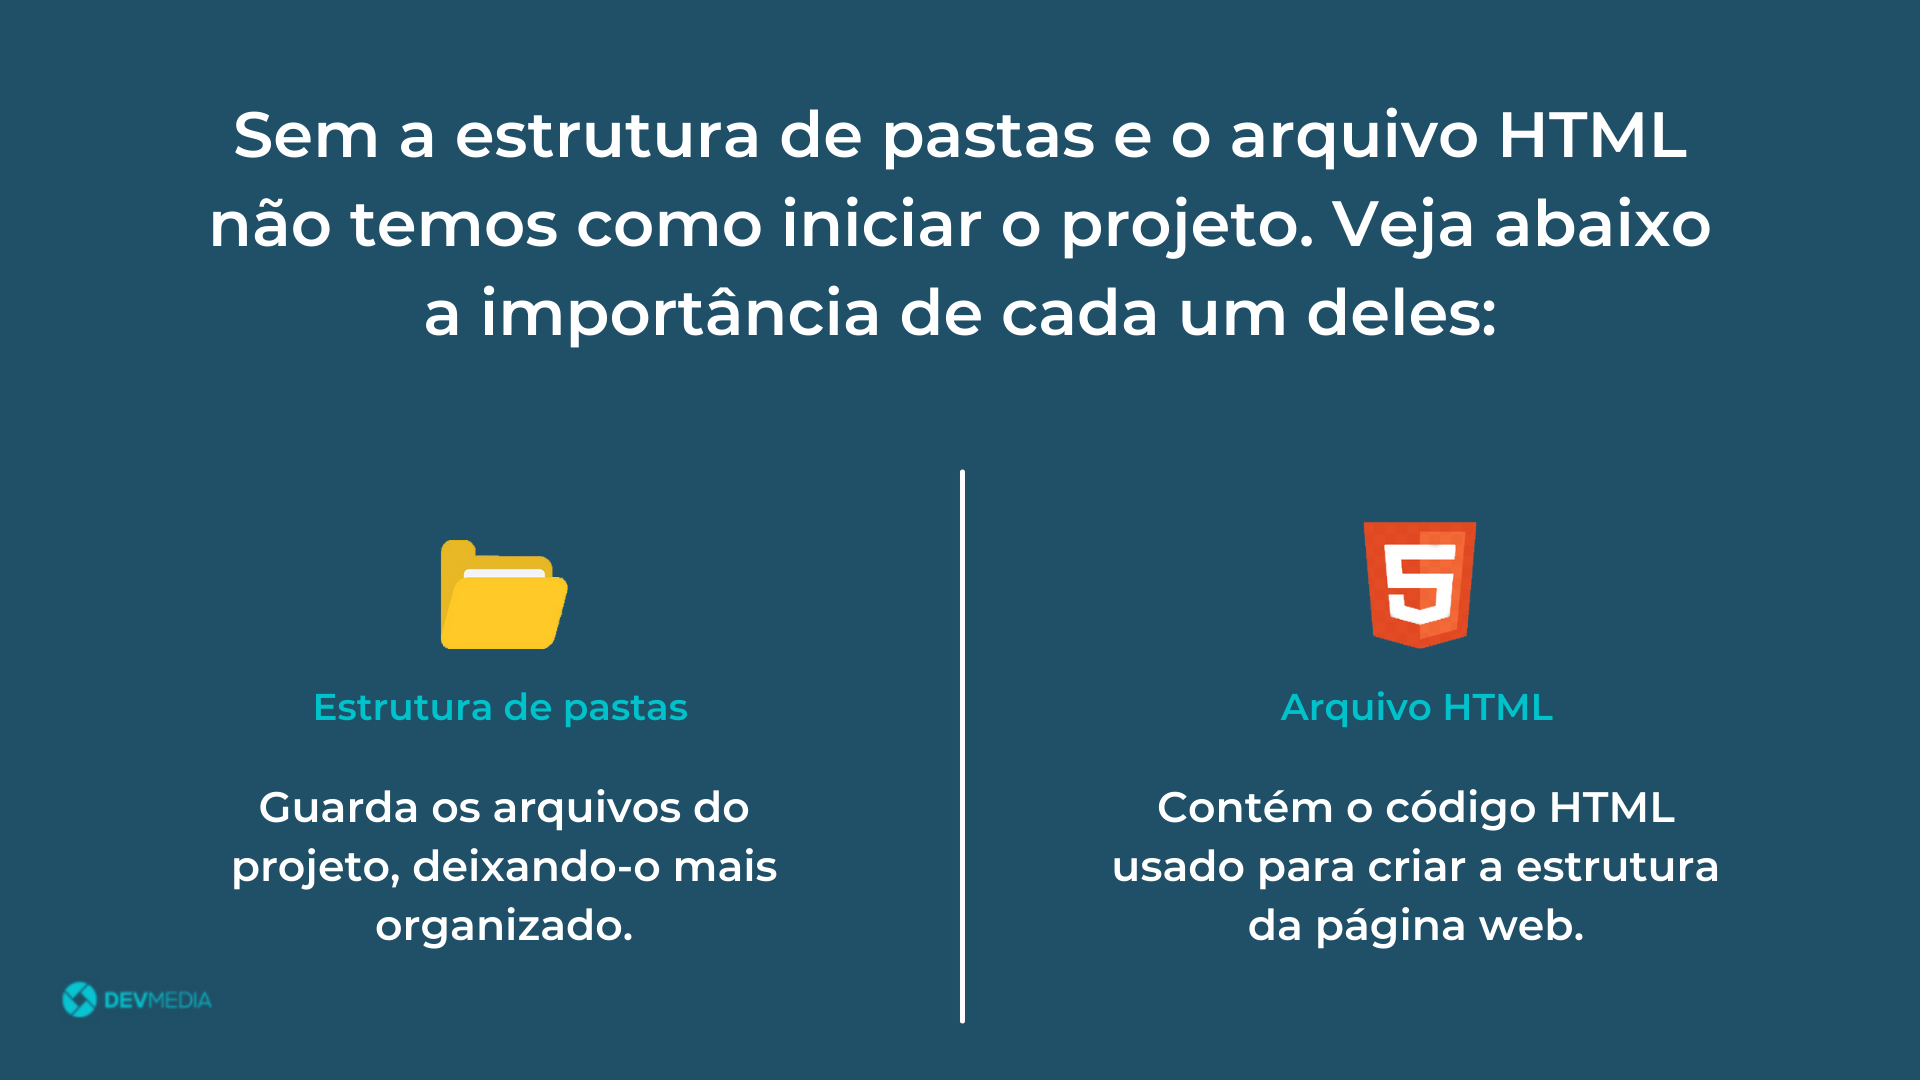 Sem a estrutura de pastas e o arquivo HTML
não temos como iniciar o projeto. Veja abaixo
a importância de cada um deles:
5
Estrutura de pastas
Guarda os arquivos do
projeto, deixando-o mais
organizado.
Arquivo HTML
Contém o código HTML
usado para criar a estrutura
da página web.
DEVMEDIA